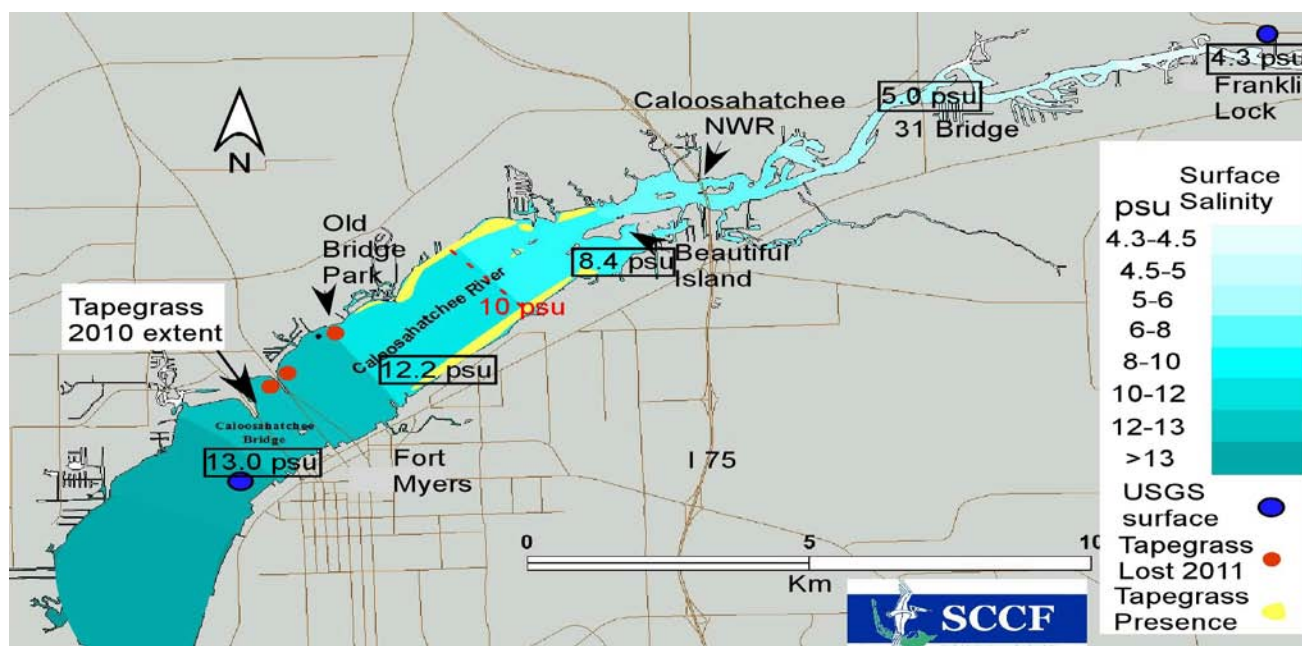 4.3 psu
Frankli
Lock
5.0 psu
31 Bridge
Caloosahatchee
NWR
N
Old
Bridge
Park
Beautiful
Island
8.4 psu
10 psu
Caloosahatchee River
Tapegrass
2010 extent
12.2 psu
Caloosahatchee
Bridge
13.0 psu
Fort
Myers
I 75
0 5 10
Km
SCCF
Surface
psu Salinity
4.3-4.5
4.5-5
5-6
6-8
8-10
10-12
12-13
>13
USGS
surface
Tapegrass
Lost 2011
Tapegrass
Presence